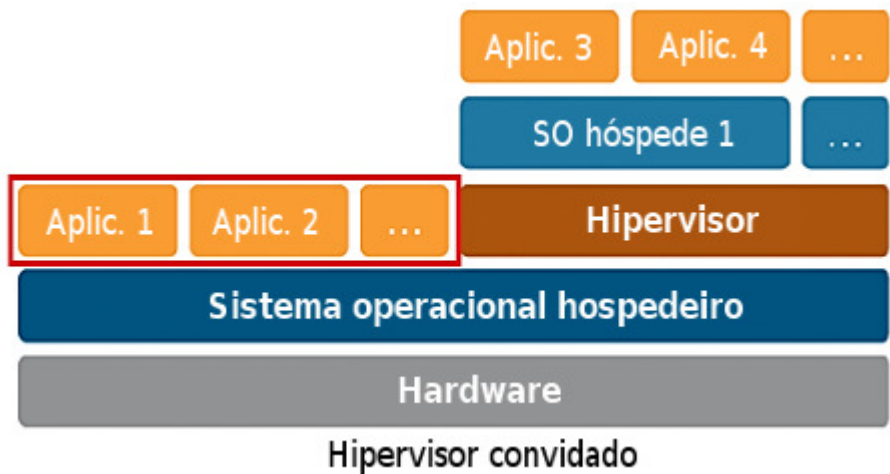 Aplic. 3 Aplic. 4 ...
SO hóspede 1 ...
Aplic. 1 Aplic. 2 ... Hipervisor
Sistema operacional hospedeiro
Hardware
Hipervisor convidado